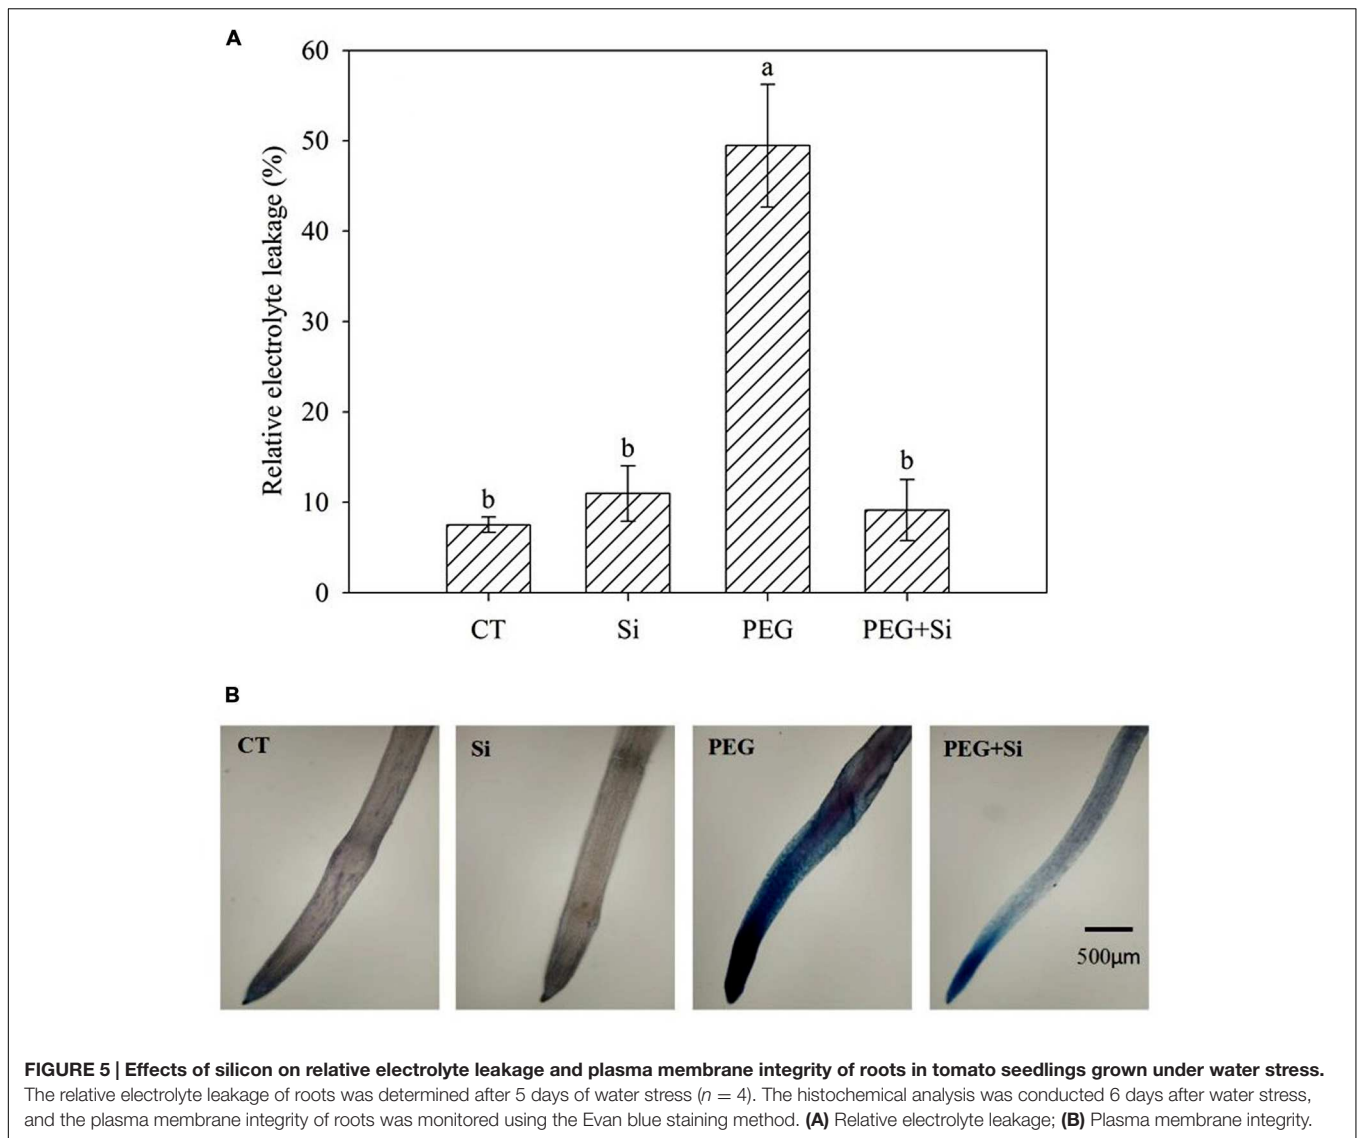 A
Relative electrolyte leakage (%)
60
50
40
30
20
10
0
a
b
b
b
CT
Si
PEG
PEG+Si
B
CT
Si
PEG
PEG+Si
500μm
FIGURE 5 | Effects of silicon on relative electrolyte leakage and plasma membrane integrity of roots in tomato seedlings grown under water stress.
The relative electrolyte leakage of roots was determined after 5 days of water stress (n = 4). The histochemical analysis was conducted 6 days after water stress,
and the plasma membrane integrity of roots was monitored using the Evan blue staining method. (A) Relative electrolyte leakage; (B) Plasma membrane integrity.